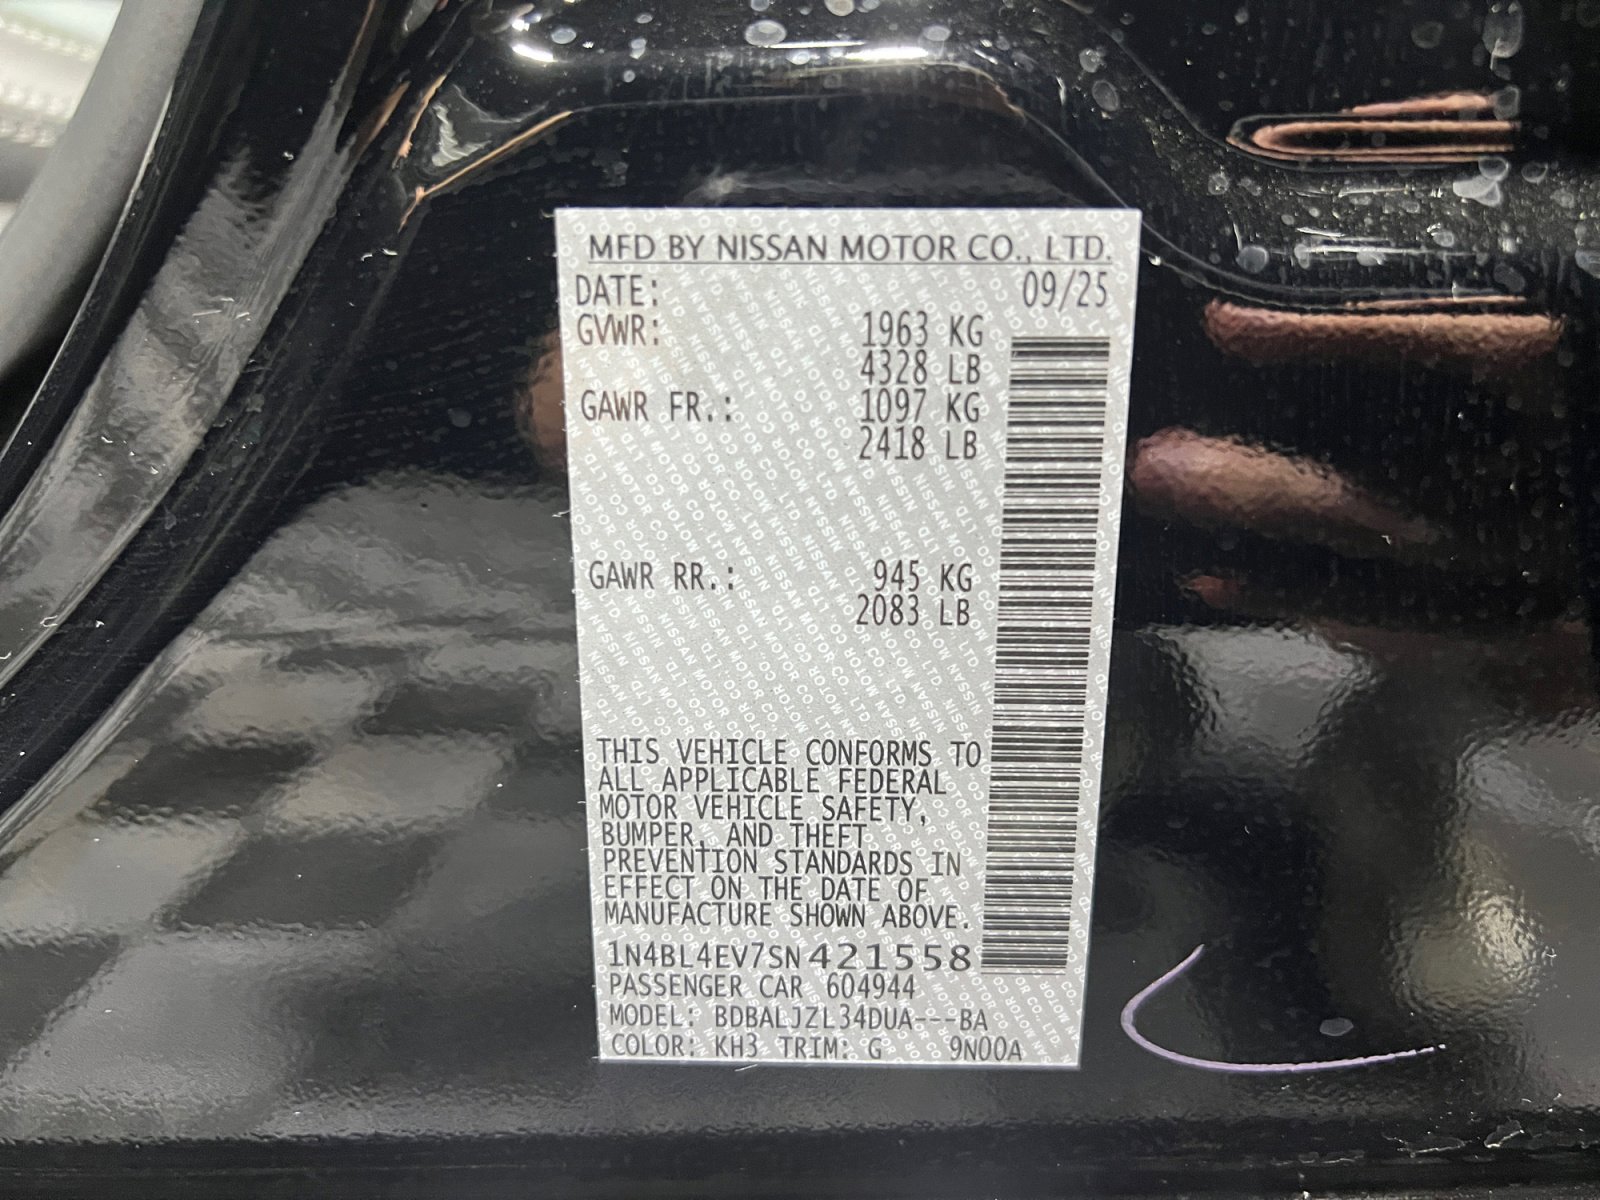 MFD BY NISSAN MOTOR CO., LTD.
DATE: 09/25
GVWR: 1963 KG
4328 LB
GAWR FR.: 1097 KG
2418 LB
GAWR RR.: 945 KG
2083 LB
THIS VEHICLE CONFORMS TO
ALL APPLICABLE FEDERAL
MOTOR VEHICLE SAFETY,
BUMPER, AND THEFT
PREVENTION STANDARDS IN
EFFECT ON THE DATE OF
MANUFACTURE SHOWN ABOVE.
1N4BL4EV7SN421558
PASSENGER CAR 604944
MODEL: BDBALJZL34DUA---BA
COLOR: KH3 TRIM: G 9N00A